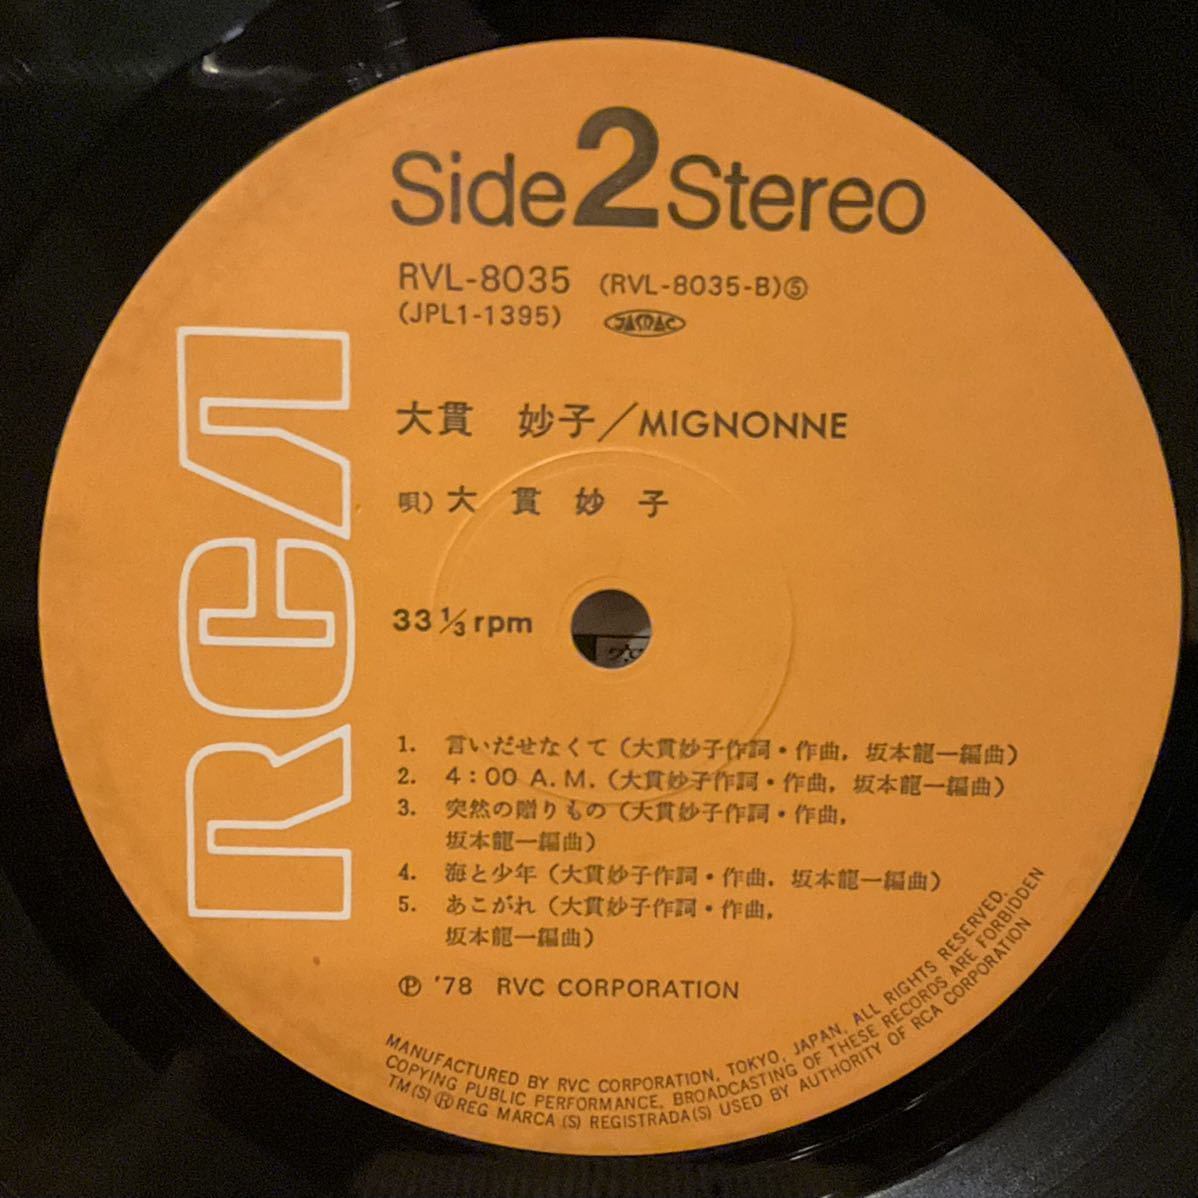 Side 2 Stereo
RVL-8035 (RVL-8035-B)⑤
(JPL1-1395) JASRAC
大貫 妙子／MIGNONNE
唄）大貫妙子
33 1/3 rpm
1. 言いだせなくて（大貫妙子作詞・作曲，坂本龍一編曲）
2. 4:00 A.M.（大貫妙子作詞・作曲，坂本龍一編曲）
3. 突然の贈りもの（大貫妙子作詞・作曲，
坂本龍一編曲）
4. 海と少年（大貫妙子作詞・作曲，坂本龍一編曲）
5. あこがれ（大貫妙子作詞・作曲，
坂本龍一編曲）
Ⓟ '78 RVC CORPORATION
MANUFACTURED BY RVC CORPORATION, TOKYO, JAPAN, ALL RIGHTS RESERVED.
COPYING PUBLIC PERFORMANCE, BROADCASTING OF THESE RECORDS ARE FORBIDDEN
TM(S) ® REG MARCA (S) REGISTRADA(S) USED BY AUTHORITY OF RCA CORPORATION
RCA